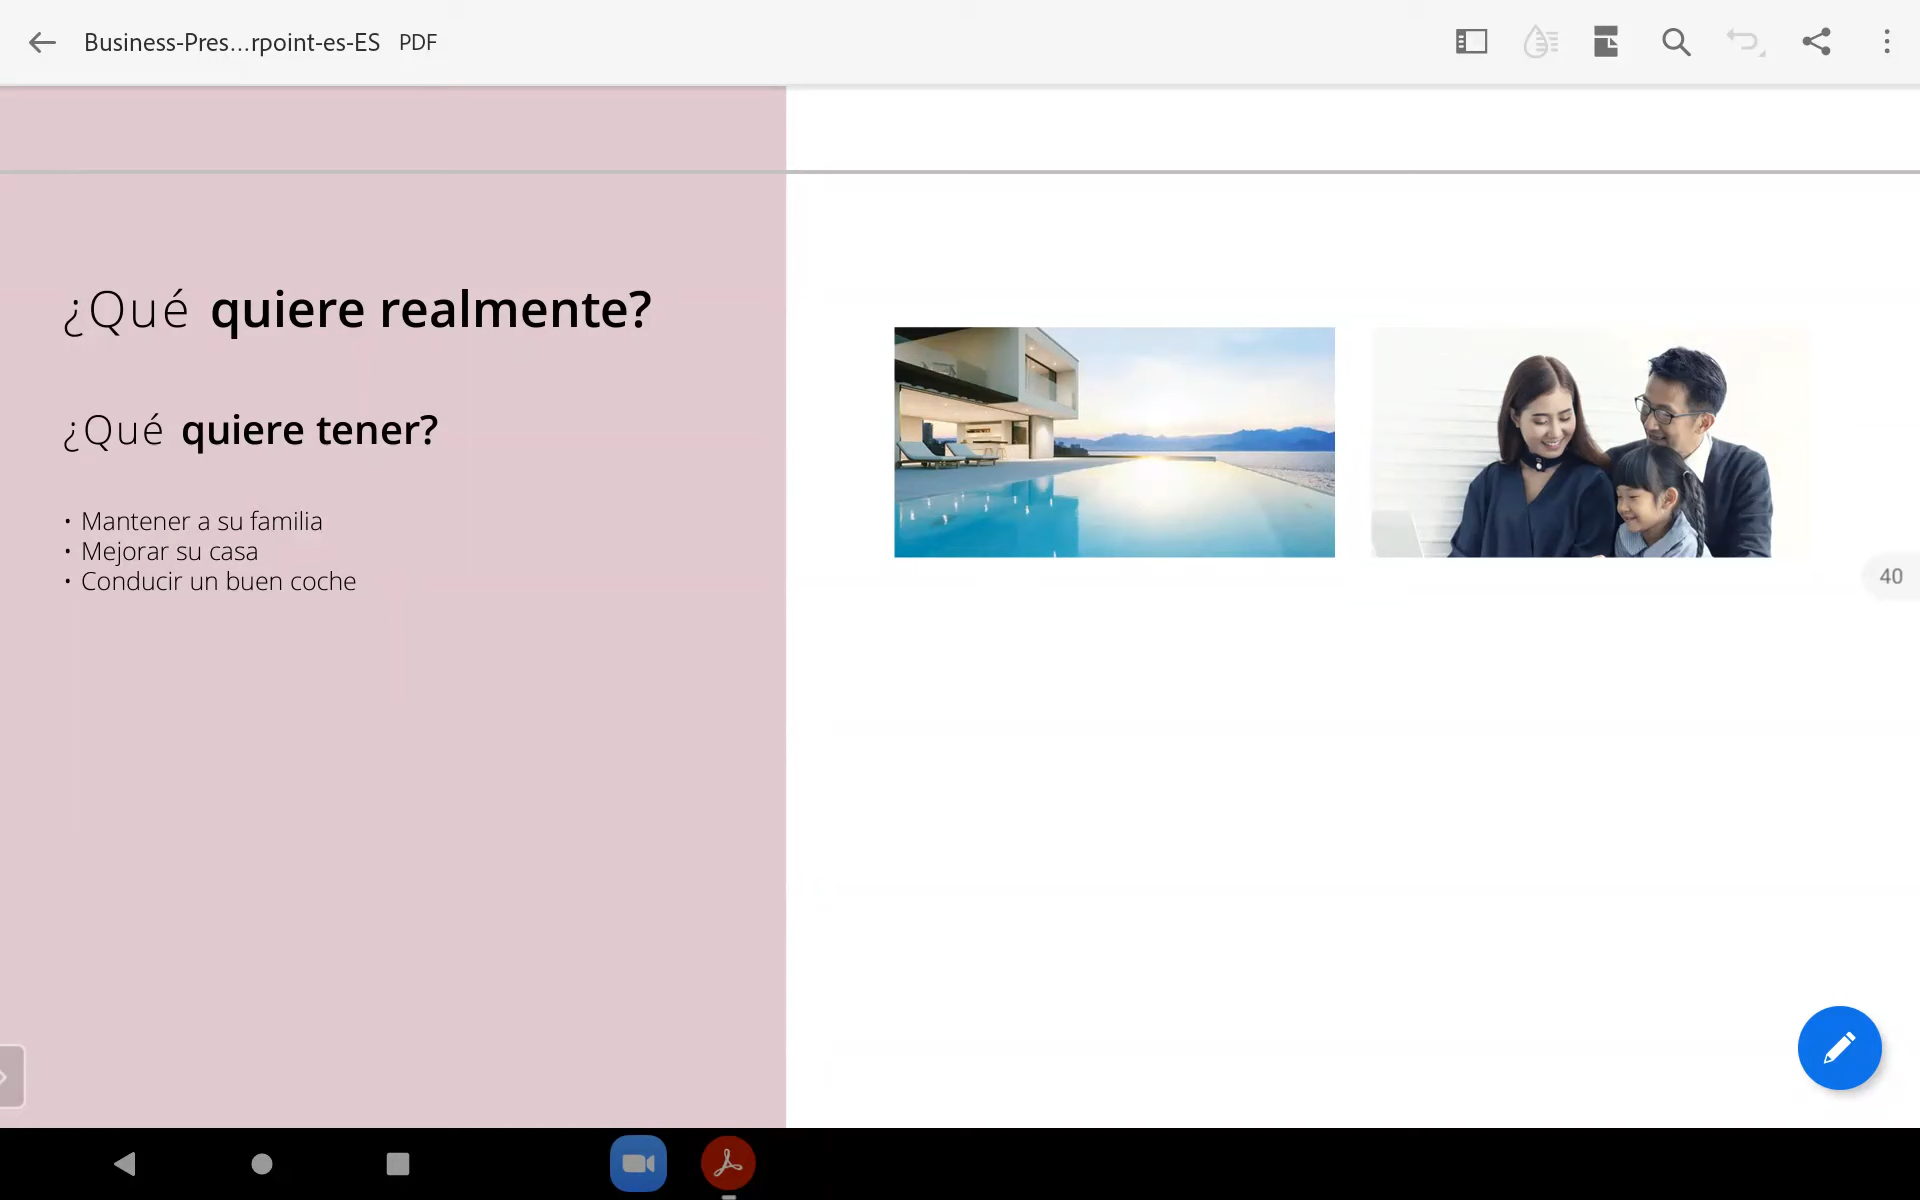 Business-Pres...rpoint-es-ES PDF
¿Qué quiere realmente?
¿Qué quiere tener?
• Mantener a su familia
• Mejorar su casa
• Conducir un buen coche
40